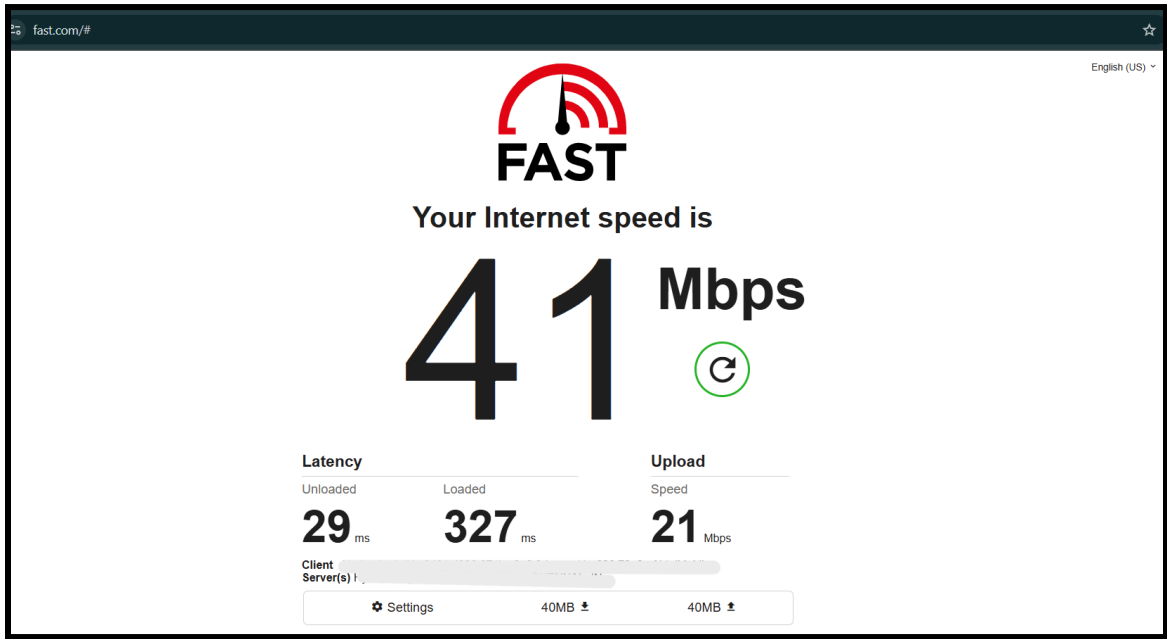 fast.com/#
English (US)
FAST
Your Internet speed is
41 Mbps
Latency
Upload
Unloaded
Loaded
Speed
29 ms
327 ms
21 Mbps
Client
Server(s)
Settings
40MB
40MB